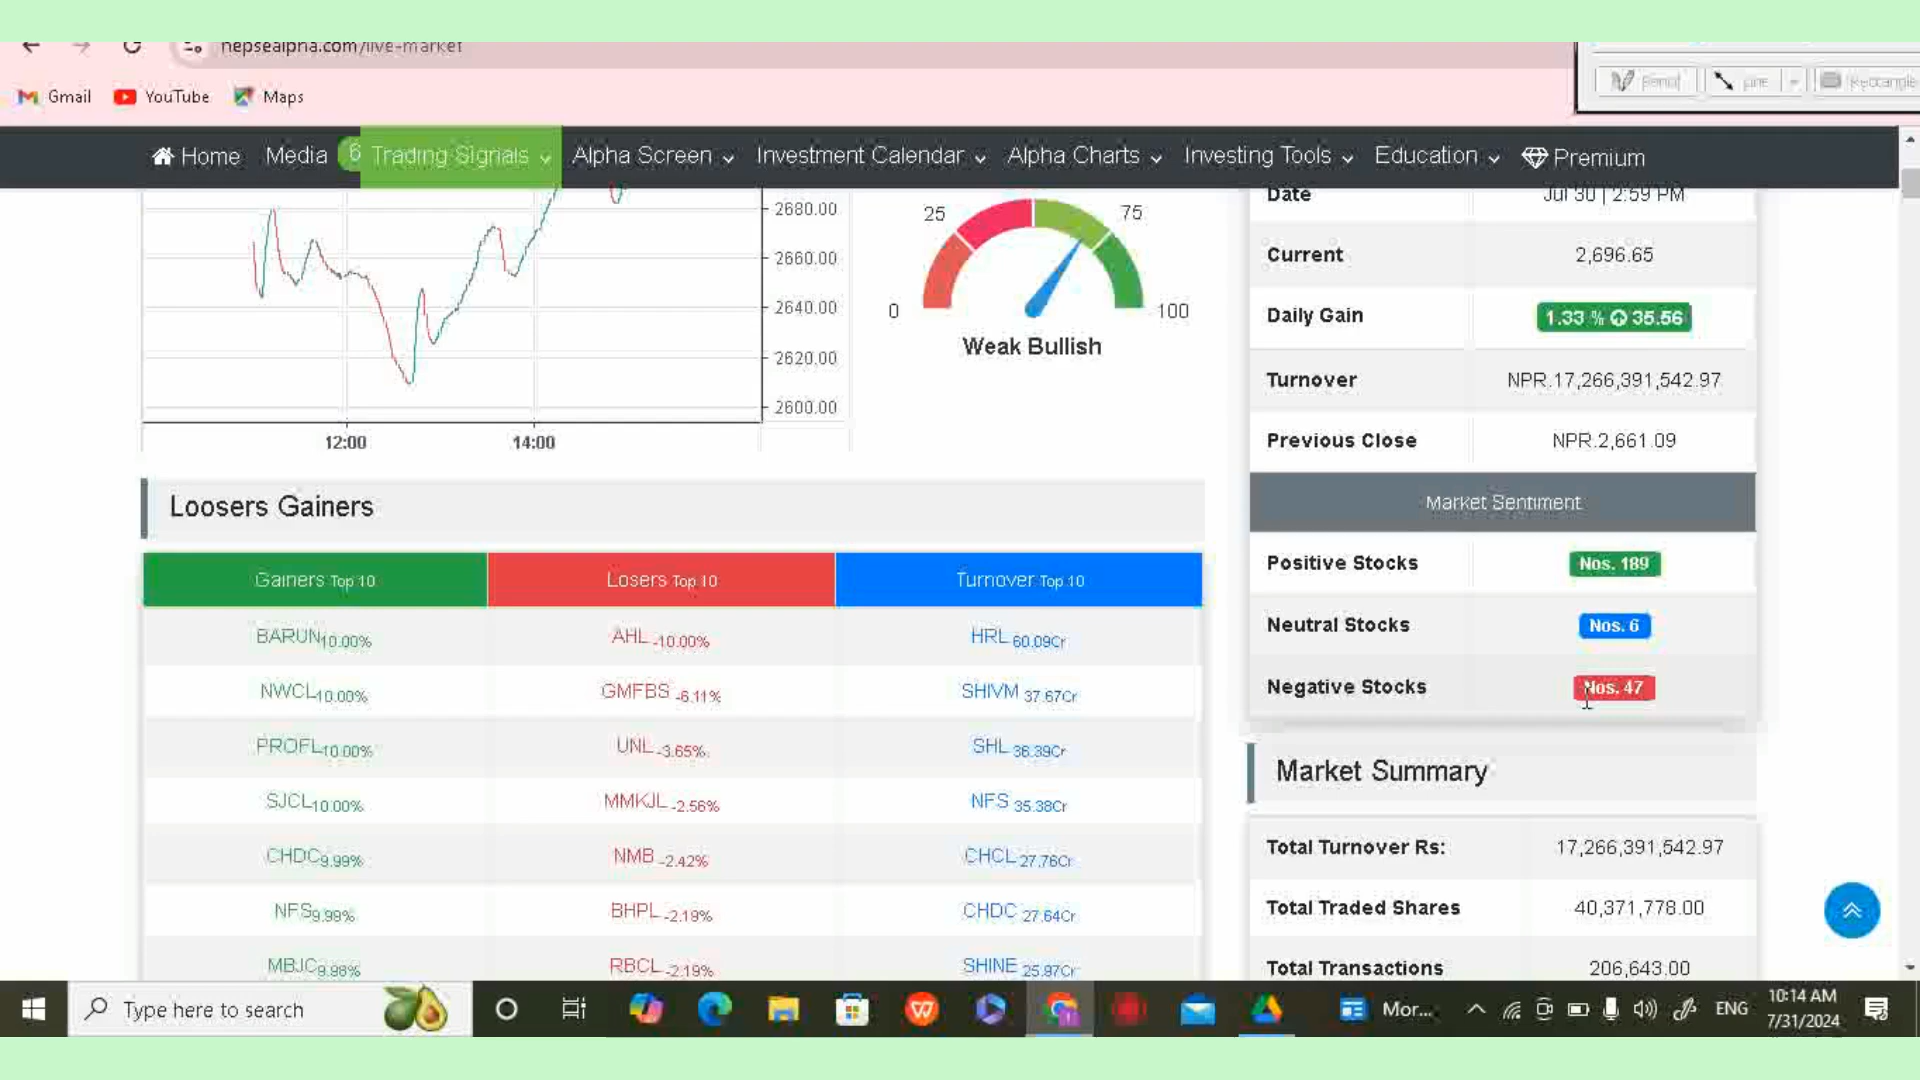 nepsealpha.com/live-market
Line
Rectangle
Gmail YouTube Maps
Home Media 6 Trading Signals Alpha Screen Investment Calendar Alpha Charts Investing Tools Education Premium
2680.00
2660.00
2640.00
2620.00
2600.00
12:00 14:00
25 75
0 100
Weak Bullish
Date Jul 30 | 2:59 PM
Current 2,696.65
Daily Gain 1.33 % 35.56
Turnover NPR.17,266,391,542.97
Previous Close NPR.2,661.09
Market Sentiment
Positive Stocks Nos. 189
Neutral Stocks Nos. 6
Negative Stocks Nos. 47
Loosers Gainers
Gainers Top 10 Losers Top 10 Turnover Top 10
BARUN 10.00% AHL -10.00% HRL 60.09Cr
NWCL 10.00% GMFBS -6.11% SHIVM 37.67Cr
PROFL 10.00% UNL -3.65% SHL 36.39Cr
SJCL 10.00% MMKJL -2.56% NFS 35.38Cr
CHDC 9.99% NMB -2.42% CHCL 27.76Cr
NFS 9.99% BHPL -2.19% CHDC 27.64Cr
MBJC 9.98% RBCL -2.19% SHINE 25.97Cr
Market Summary
Total Turnover Rs: 17,266,391,542.97
Total Traded Shares 40,371,778.00
Total Transactions 206,643.00
Type here to search
Mor...
ENG
10:14 AM
7/31/2024